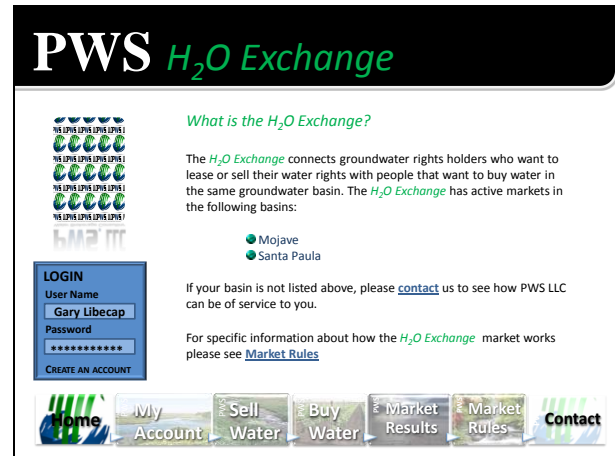 PWS H₂O Exchange
What is the H₂O Exchange?
The H₂O Exchange connects groundwater rights holders who want to
lease or sell their water rights with people that want to buy water in
the same groundwater basin. The H₂O Exchange has active markets in
the following basins:
Mojave
Santa Paula
If your basin is not listed above, please contact us to see how PWS LLC
can be of service to you.
For specific information about how the H₂O Exchange market works
please see Market Rules
LOGIN
User Name
Gary Libecap
Password
***********
CREATE AN ACCOUNT
Home
My
Account
Sell
Water
Buy
Water
Market
Results
Market
Rules
Contact